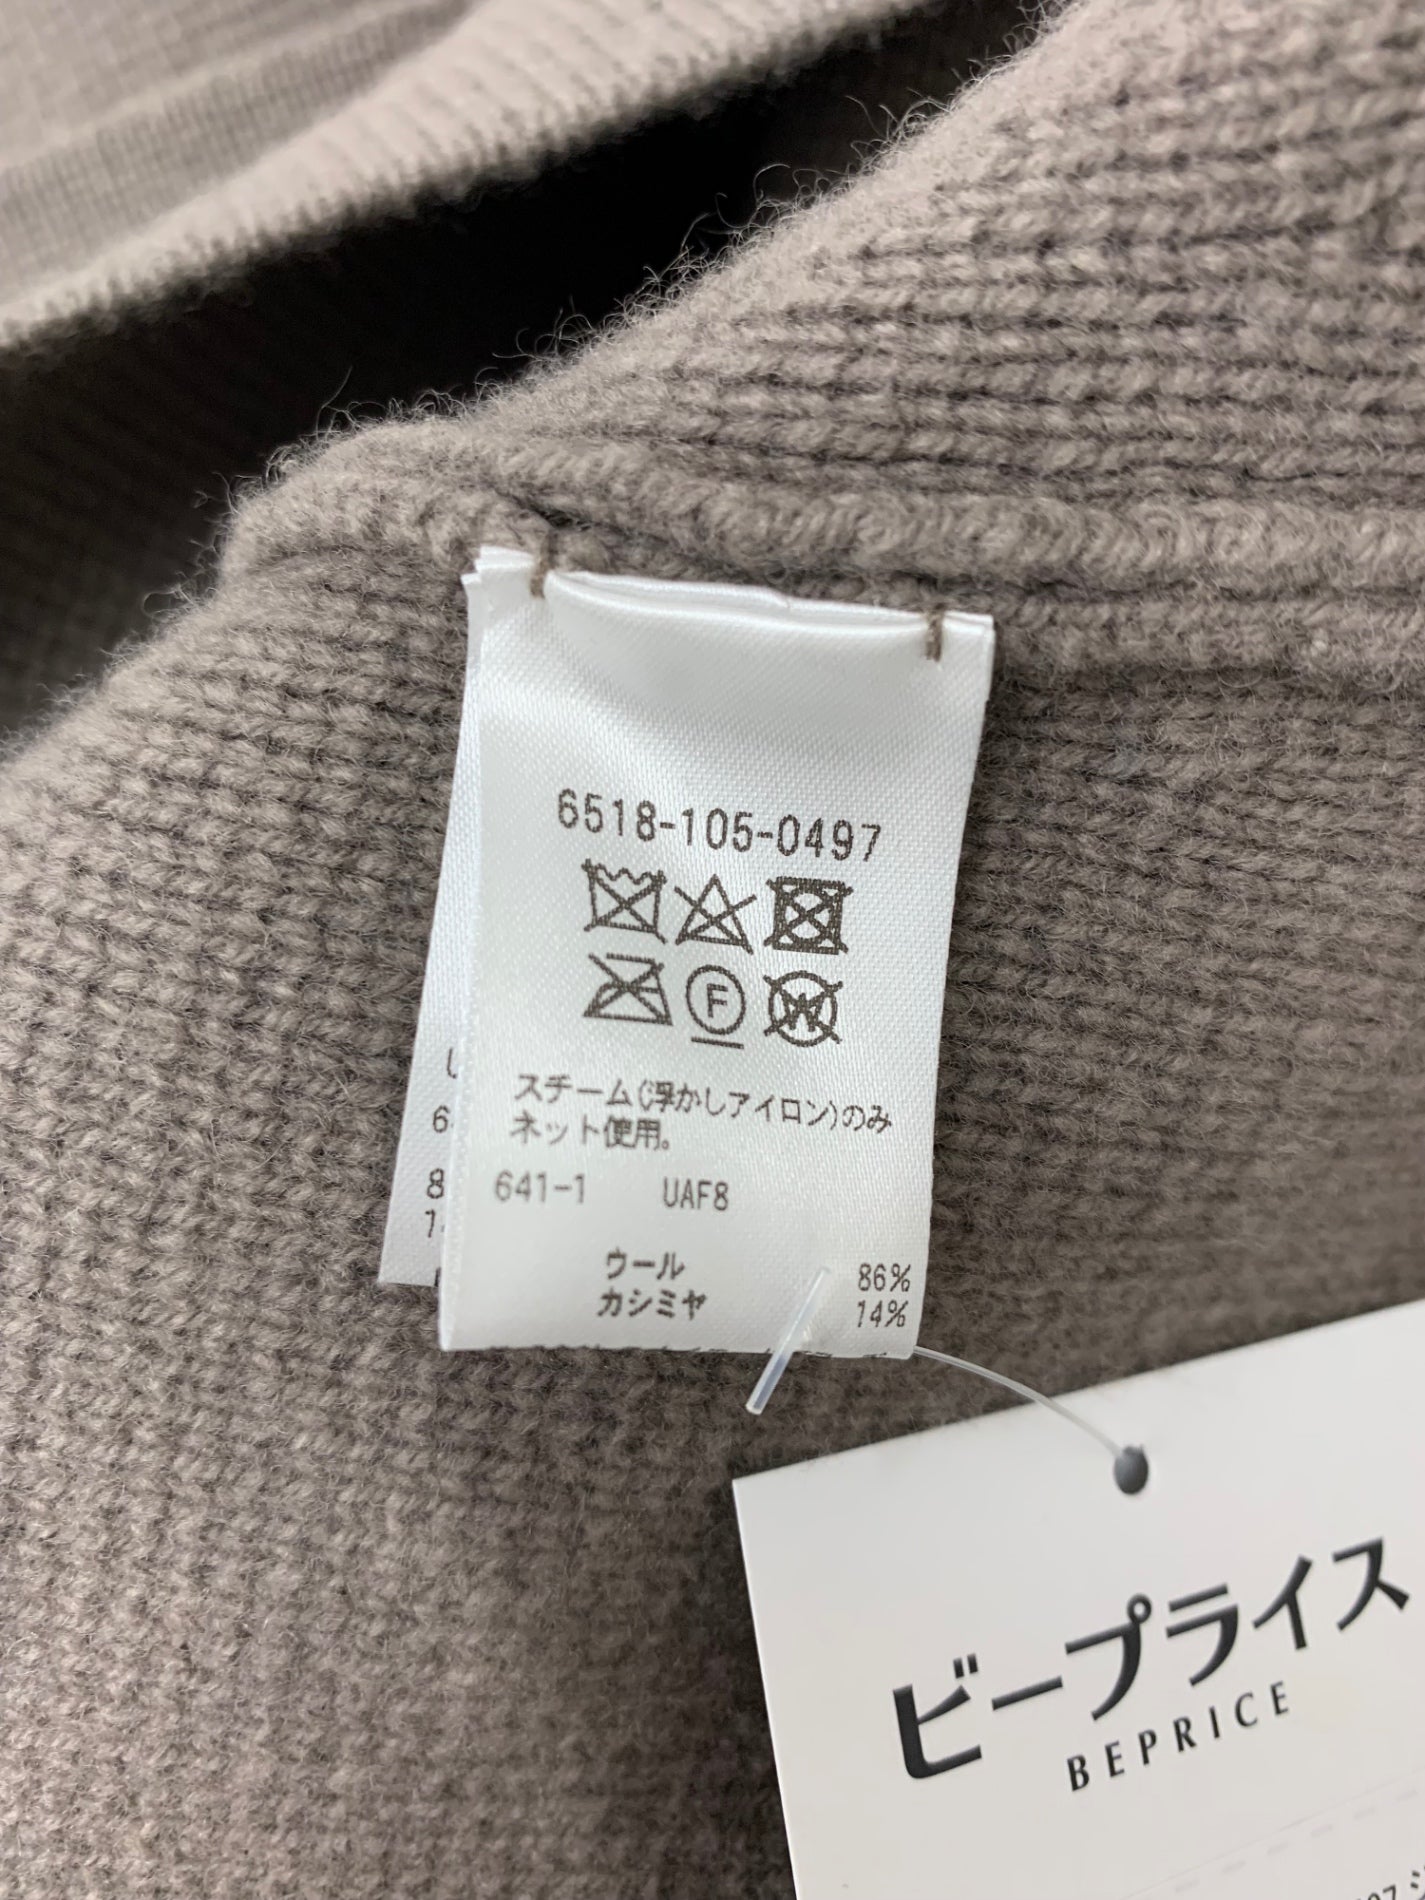 6518-105-0497
F
W
スチーム(浮かしアイロン)のみ
ネット使用。
641-1 UAF8
ウール 86%
カシミヤ 14%
ビープライス
BEPRICE